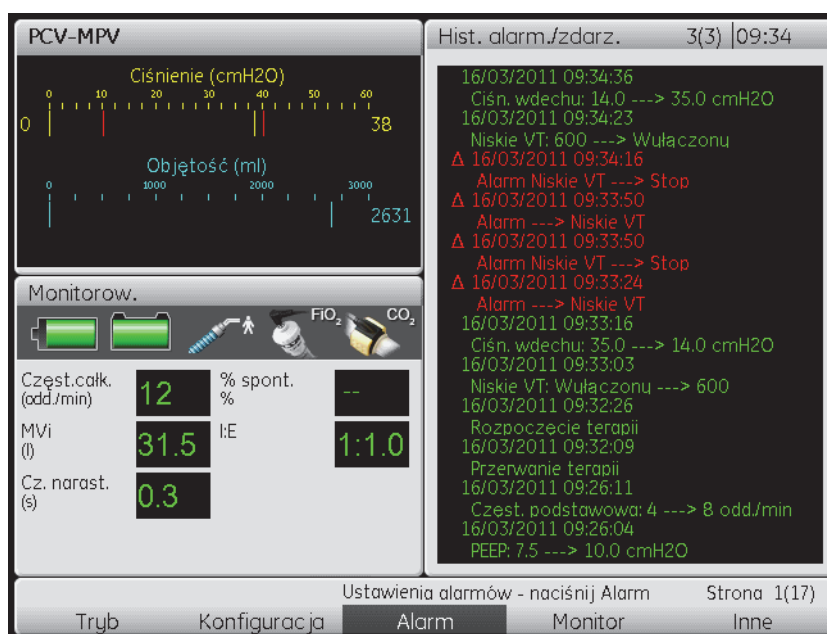 PCV-MPV
Ciśnienie (cmH2O)
0 10 20 30 40 50 60
0 38
Objętość (ml)
0 1000 2000 3000
2631
Monitorow.
FiO₂ CO₂
Częst.całk. (odd./min) 12 % spont. % --
MVi (l) 31.5 I:E 1:1.0
Cz. narast. (s) 0.3
Hist. alarm./zdarz. 3(3) 09:34
16/03/2011 09:34:36
Ciśn. wdechu: 14.0 ---> 35.0 cmH2O
16/03/2011 09:34:23
Niskie VT: 600 ---> Wyłączony
Δ 16/03/2011 09:34:16
Alarm Niskie VT ---> Stop
Δ 16/03/2011 09:33:50
Alarm ---> Niskie VT
Δ 16/03/2011 09:33:50
Alarm Niskie VT ---> Stop
Δ 16/03/2011 09:33:24
Alarm ---> Niskie VT
16/03/2011 09:33:16
Ciśn. wdechu: 35.0 ---> 14.0 cmH2O
16/03/2011 09:33:03
Niskie VT: Wyłączony ---> 600
16/03/2011 09:32:26
Rozpoczęcie terapii
16/03/2011 09:32:09
Przerwanie terapii
16/03/2011 09:26:11
Częst. podstawowa: 4 ---> 8 odd./min
16/03/2011 09:26:04
PEEP: 7.5 ---> 10.0 cmH2O
Ustawienia alarmów - naciśnij Alarm Strona 1(17)
Tryb Konfiguracja Alarm Monitor Inne